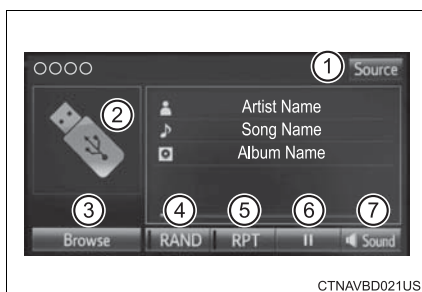 ○○○○ ① Source
②
Artist Name
Song Name
Album Name
③ ④ ⑤ ⑥ ⑦
Browse RAND RPT II Sound
CTNAVBD021US